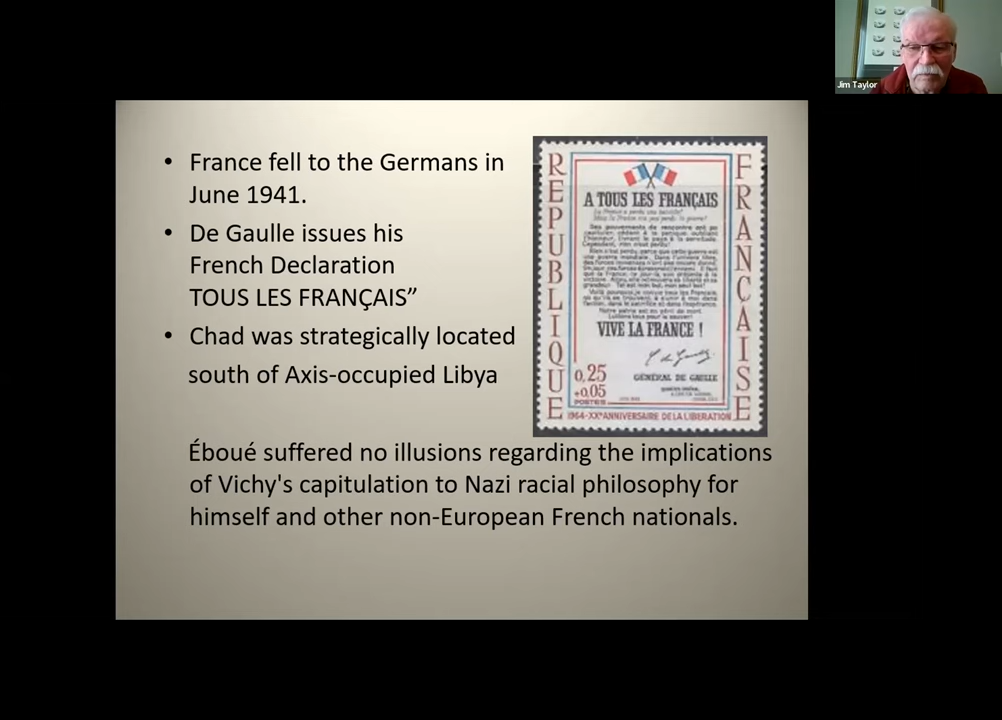 Jim Taylor
• France fell to the Germans in
June 1941.
• De Gaulle issues his
French Declaration
TOUS LES FRANÇAIS”
• Chad was strategically located
south of Axis-occupied Libya
Éboué suffered no illusions regarding the implications
of Vichy's capitulation to Nazi racial philosophy for
himself and other non-European French nationals.
REPUBLIQUE
FRANÇAISE
A TOUS LES FRANÇAIS
VIVE LA FRANCE !
GÉNÉRAL DE GAULLE
0,25
+0,05
POSTES
1964-XXᵉ ANNIVERSAIRE DE LA LIBERATION